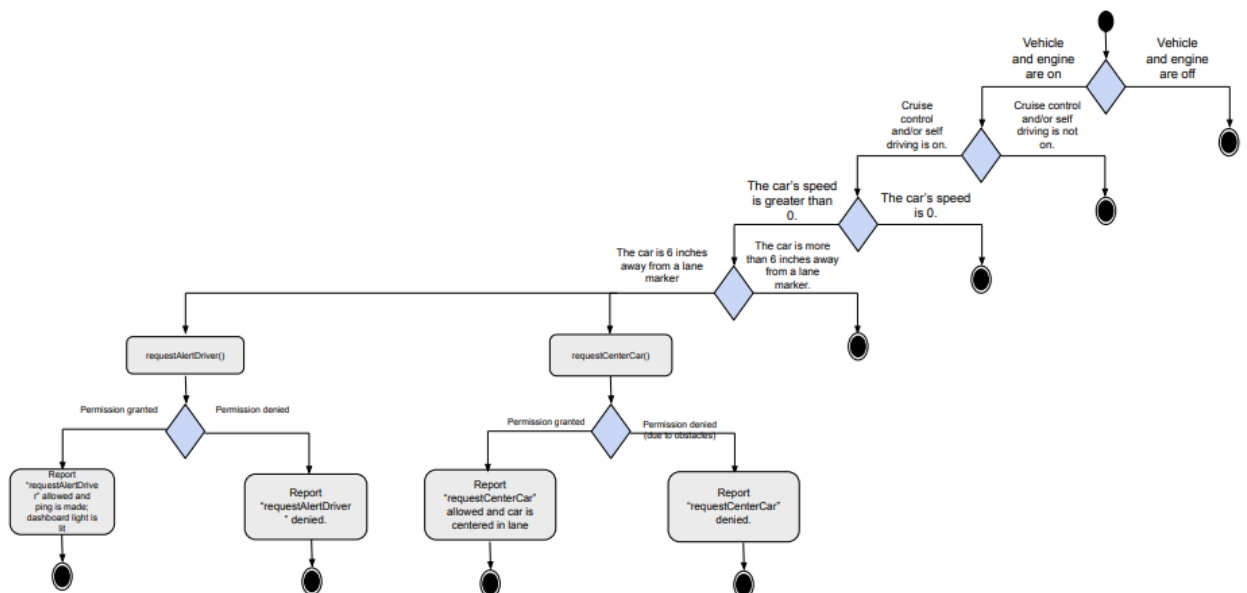 Vehicle
and engine
are on
Vehicle
and engine
are off
Cruise
control
and/or self
driving is on.
Cruise control
and/or self
driving is not
on.
The car's speed
is greater than
0.
The car's speed
is 0.
The car is 6 inches
away from a lane
marker
The car is more
than 6 inches away
from a lane
marker.
requestAlertDriver()
requestCenterCar()
Permission granted
Permission denied
Permission granted
Permission denied
(due to obstacles)
Report
"requestAlertDrive
r" allowed and
ping is made;
dashboard light is
lit
Report
"requestAlertDriver
" denied.
Report
"requestCenterCar"
allowed and car is
centered in lane
Report
"requestCenterCar"
denied.